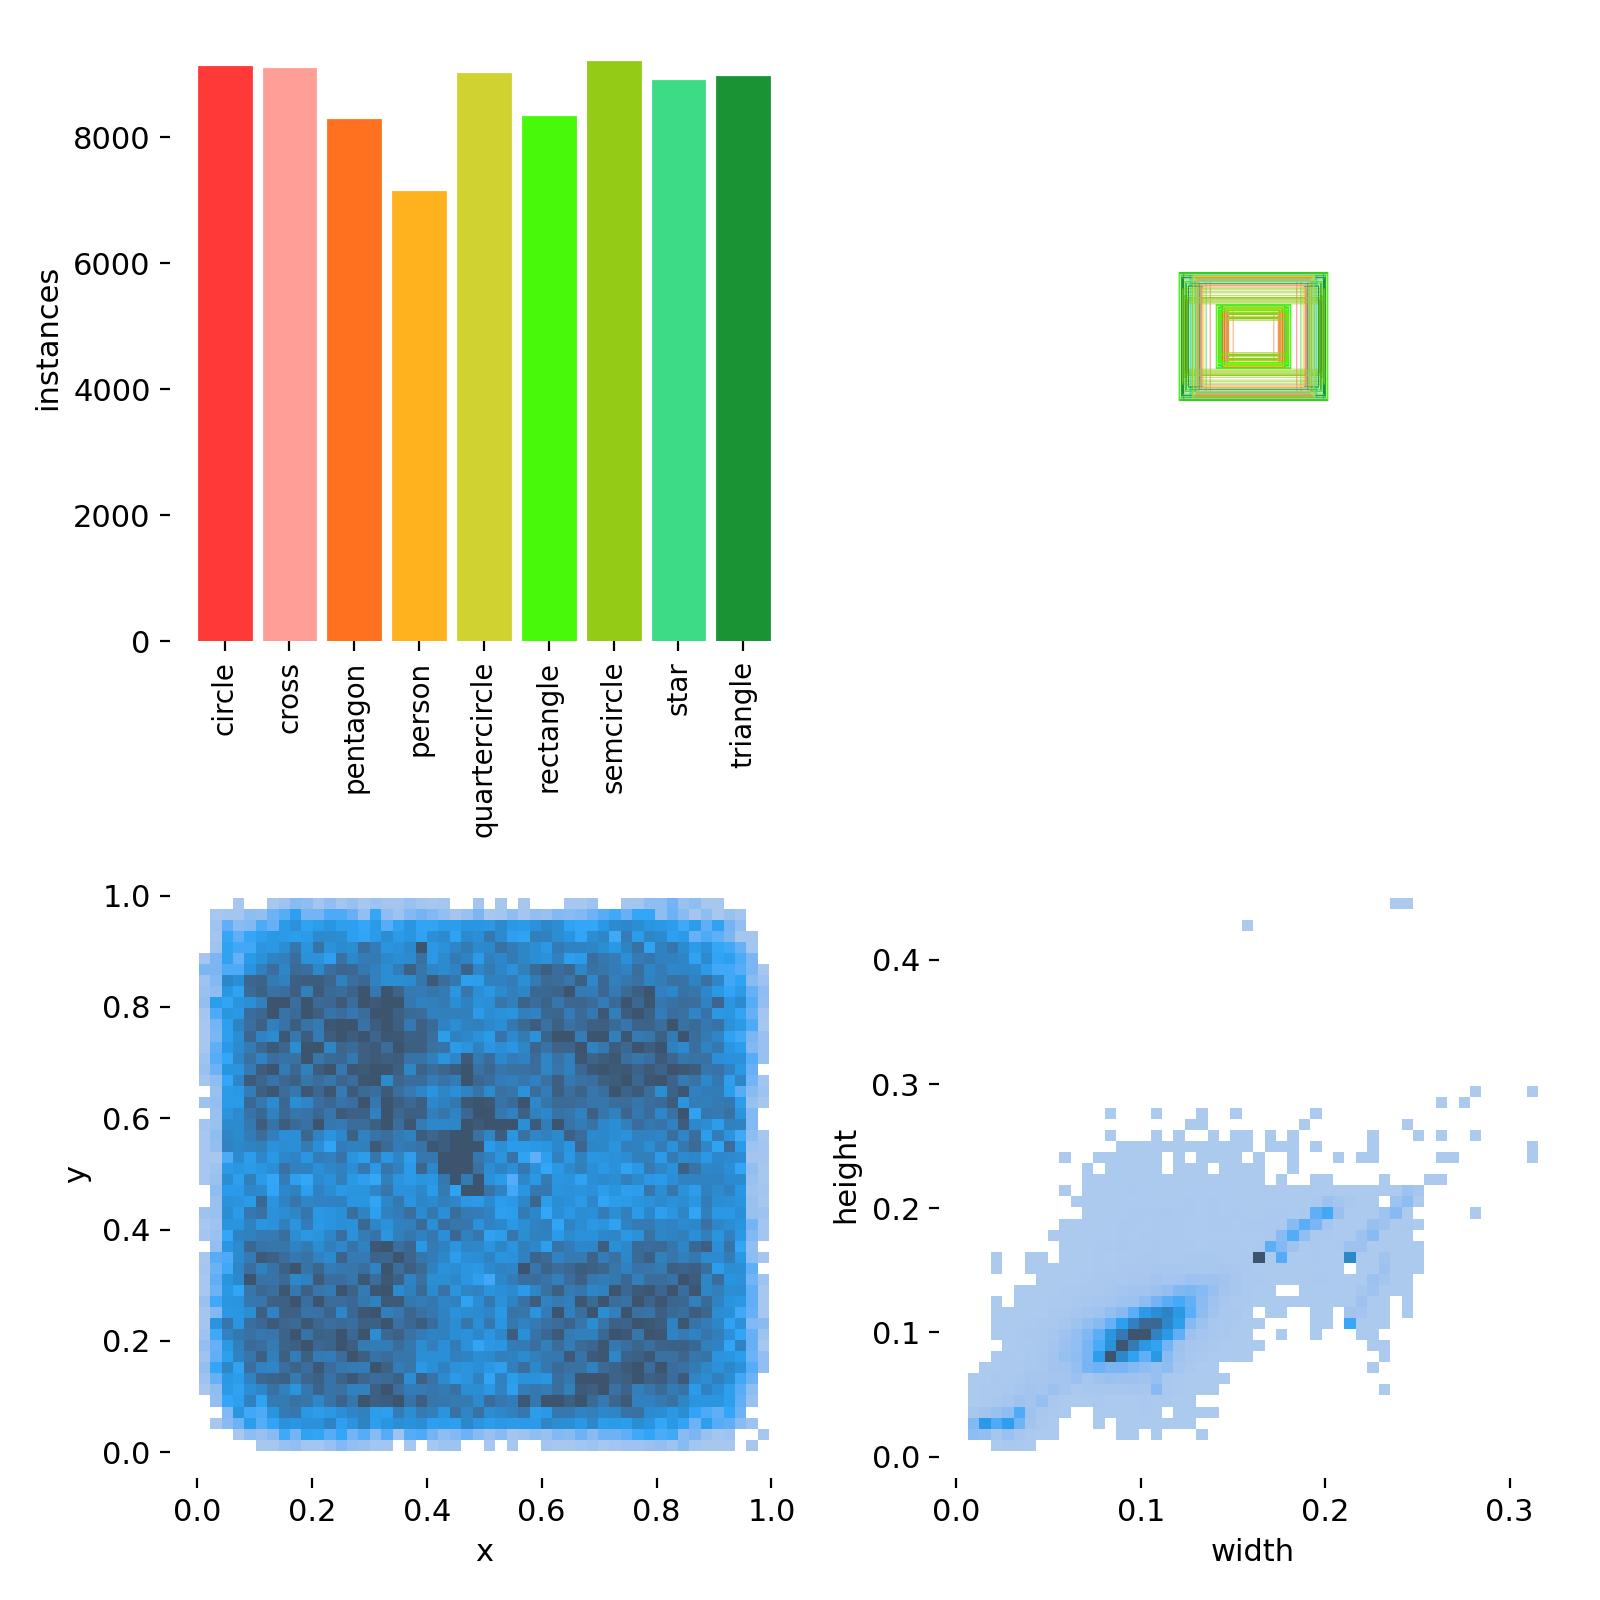 instances
8000
6000
4000
2000
0
circle
cross
pentagon
person
quartercircle
rectangle
semcircle
star
triangle
y
1.0
0.8
0.6
0.4
0.2
0.0
0.0 0.2 0.4 0.6 0.8 1.0
x
height
0.4
0.3
0.2
0.1
0.0
0.0 0.1 0.2 0.3
width